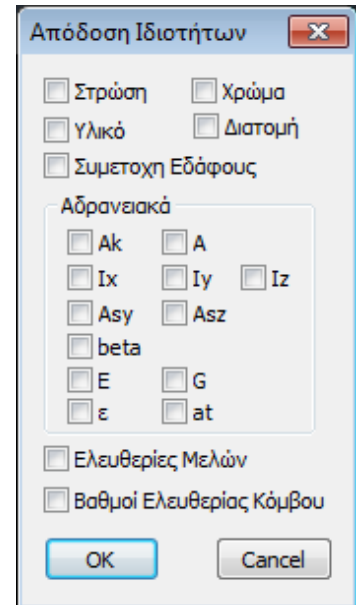 Απόδοση Ιδιοτήτων
Στρώση Χρώμα
Υλικό Διατομή
Συμετοχη Εδάφους
Αδρανειακά
Ak A
Ix Iy Iz
Asy Asz
beta
E G
ε at
Ελευθερίες Μελών
Βαθμοί Ελευθερίας Κόμβου
OK Cancel